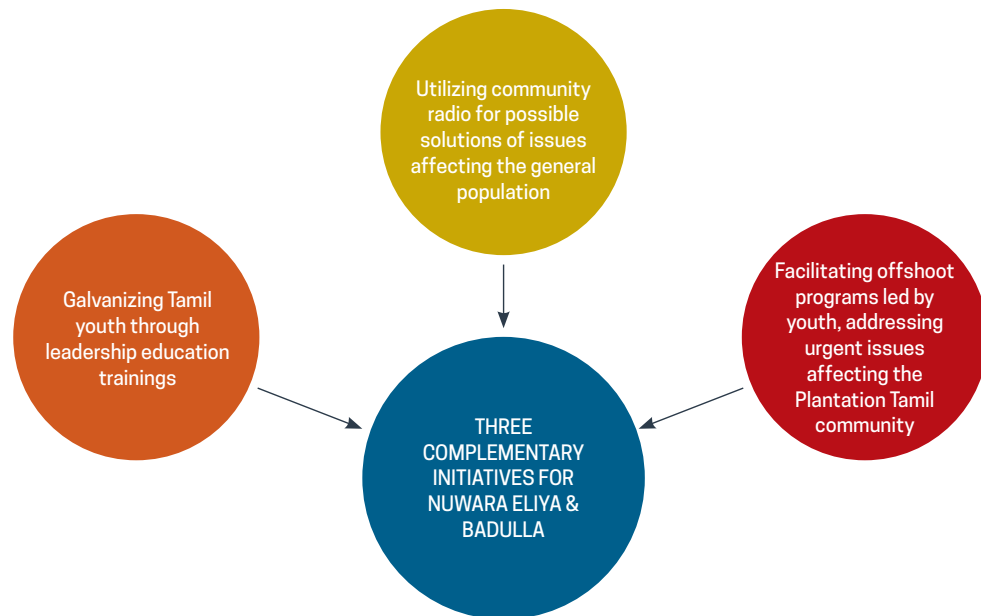 Utilizing community
radio for possible
solutions of issues
affecting the general
population
Galvanizing Tamil
youth through
leadership education
trainings
Facilitating offshoot
programs led by
youth, addressing
urgent issues
affecting the
Plantation Tamil
community
THREE
COMPLEMENTARY
INITIATIVES FOR
NUWARA ELIYA &
BADULLA